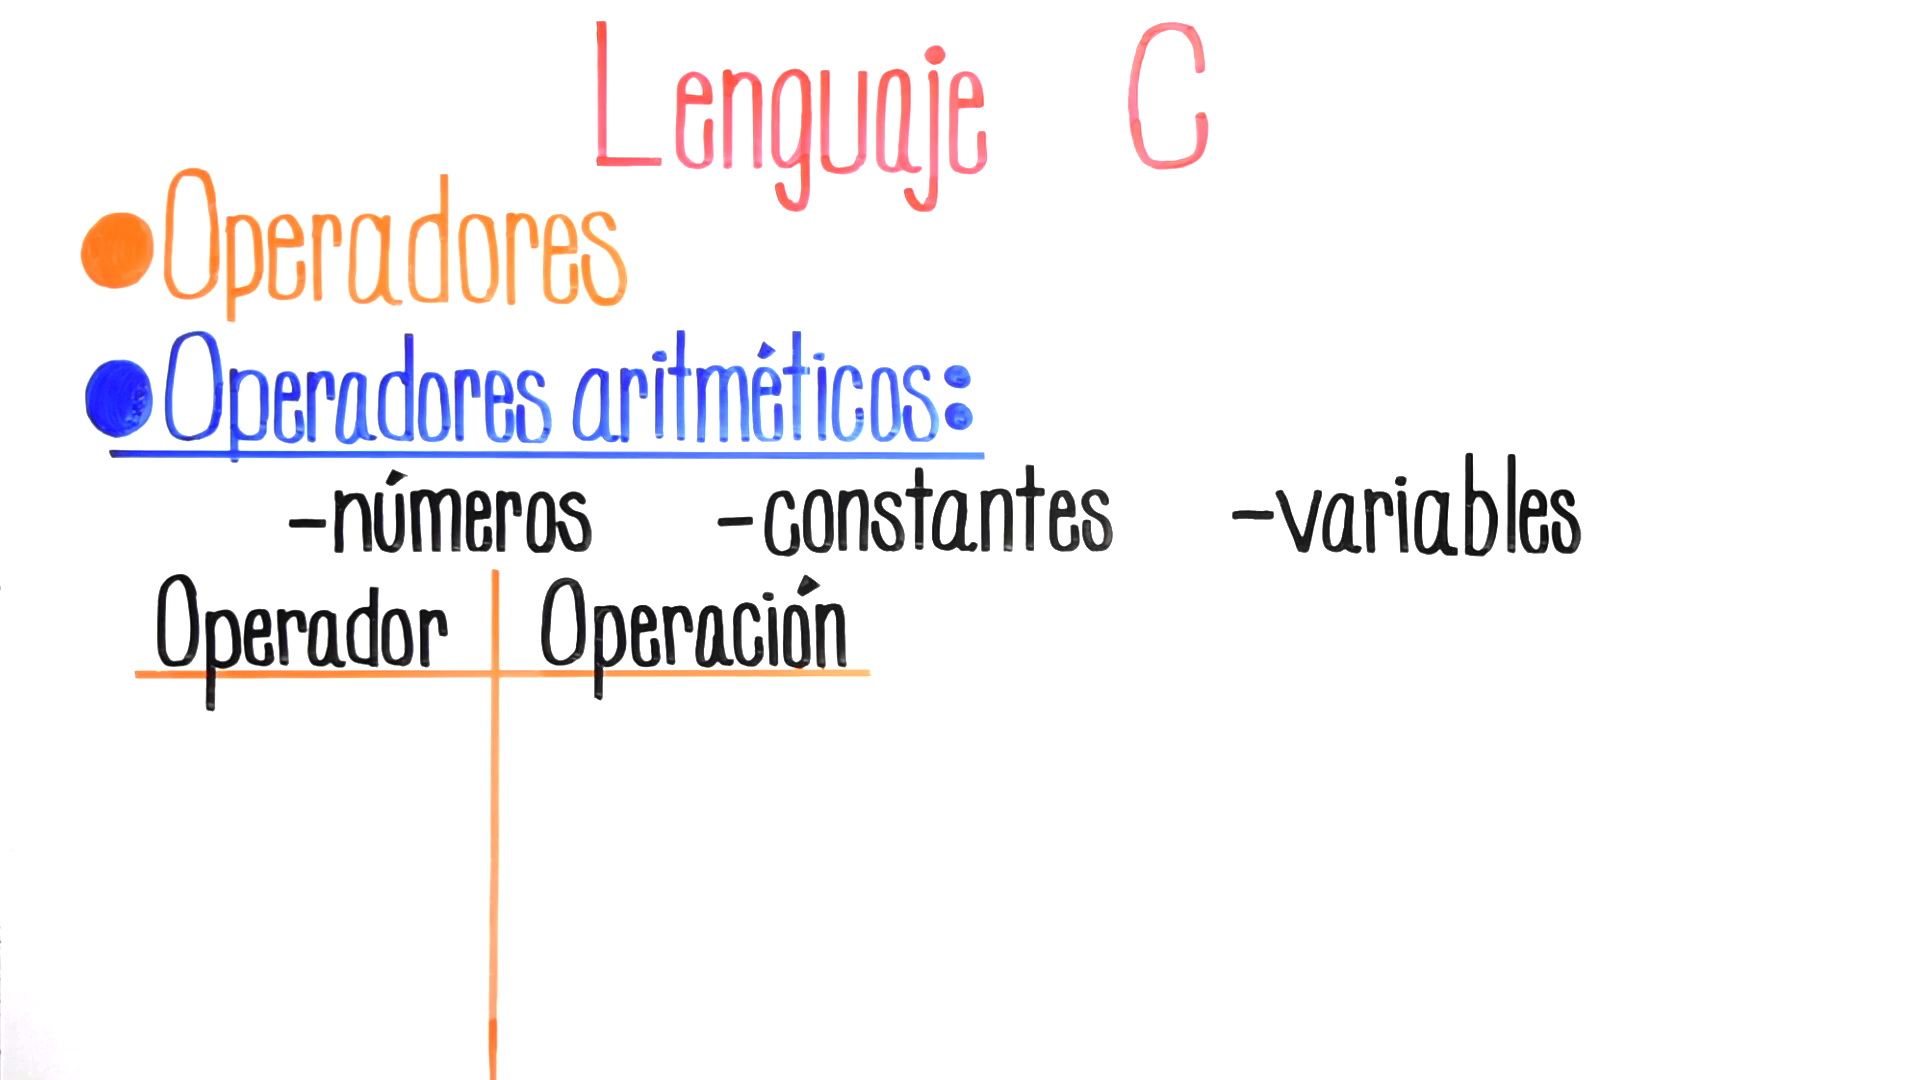 Lenguaje C
Operadores
Operadores aritméticos:
-números -constantes -variables
Operador Operación